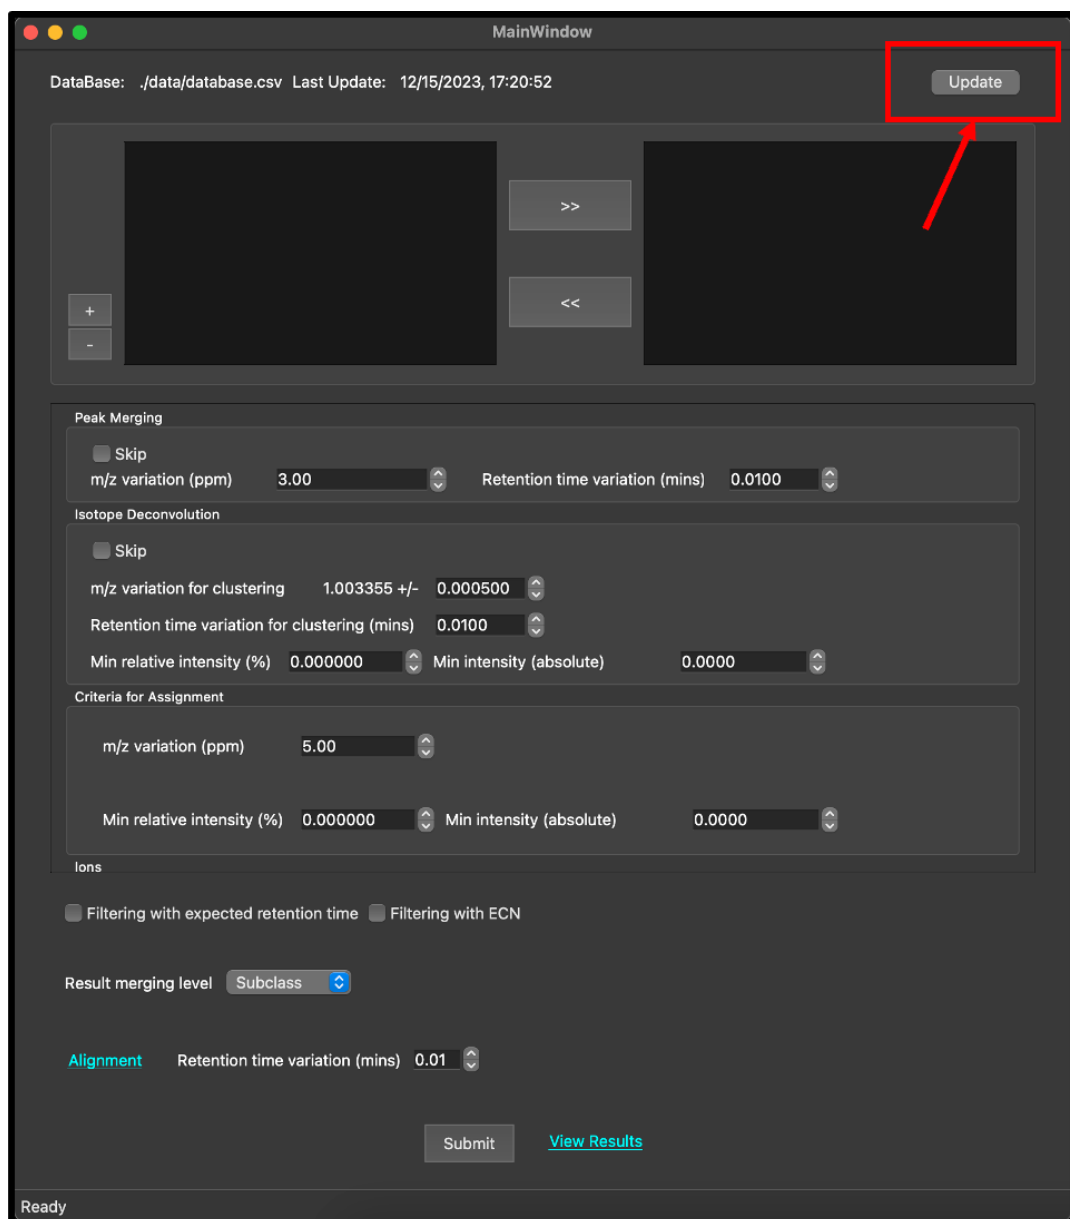 MainWindow
DataBase: ./data/database.csv Last Update: 12/15/2023, 17:20:52 Update
>>
<<
+
-
Peak Merging
Skip
m/z variation (ppm) 3.00 Retention time variation (mins) 0.0100
Isotope Deconvolution
Skip
m/z variation for clustering 1.003355 +/- 0.000500
Retention time variation for clustering (mins) 0.0100
Min relative intensity (%) 0.000000 Min intensity (absolute) 0.0000
Criteria for Assignment
m/z variation (ppm) 5.00
Min relative intensity (%) 0.000000 Min intensity (absolute) 0.0000
Ions
Filtering with expected retention time Filtering with ECN
Result merging level Subclass
Alignment Retention time variation (mins) 0.01
Submit View Results
Ready